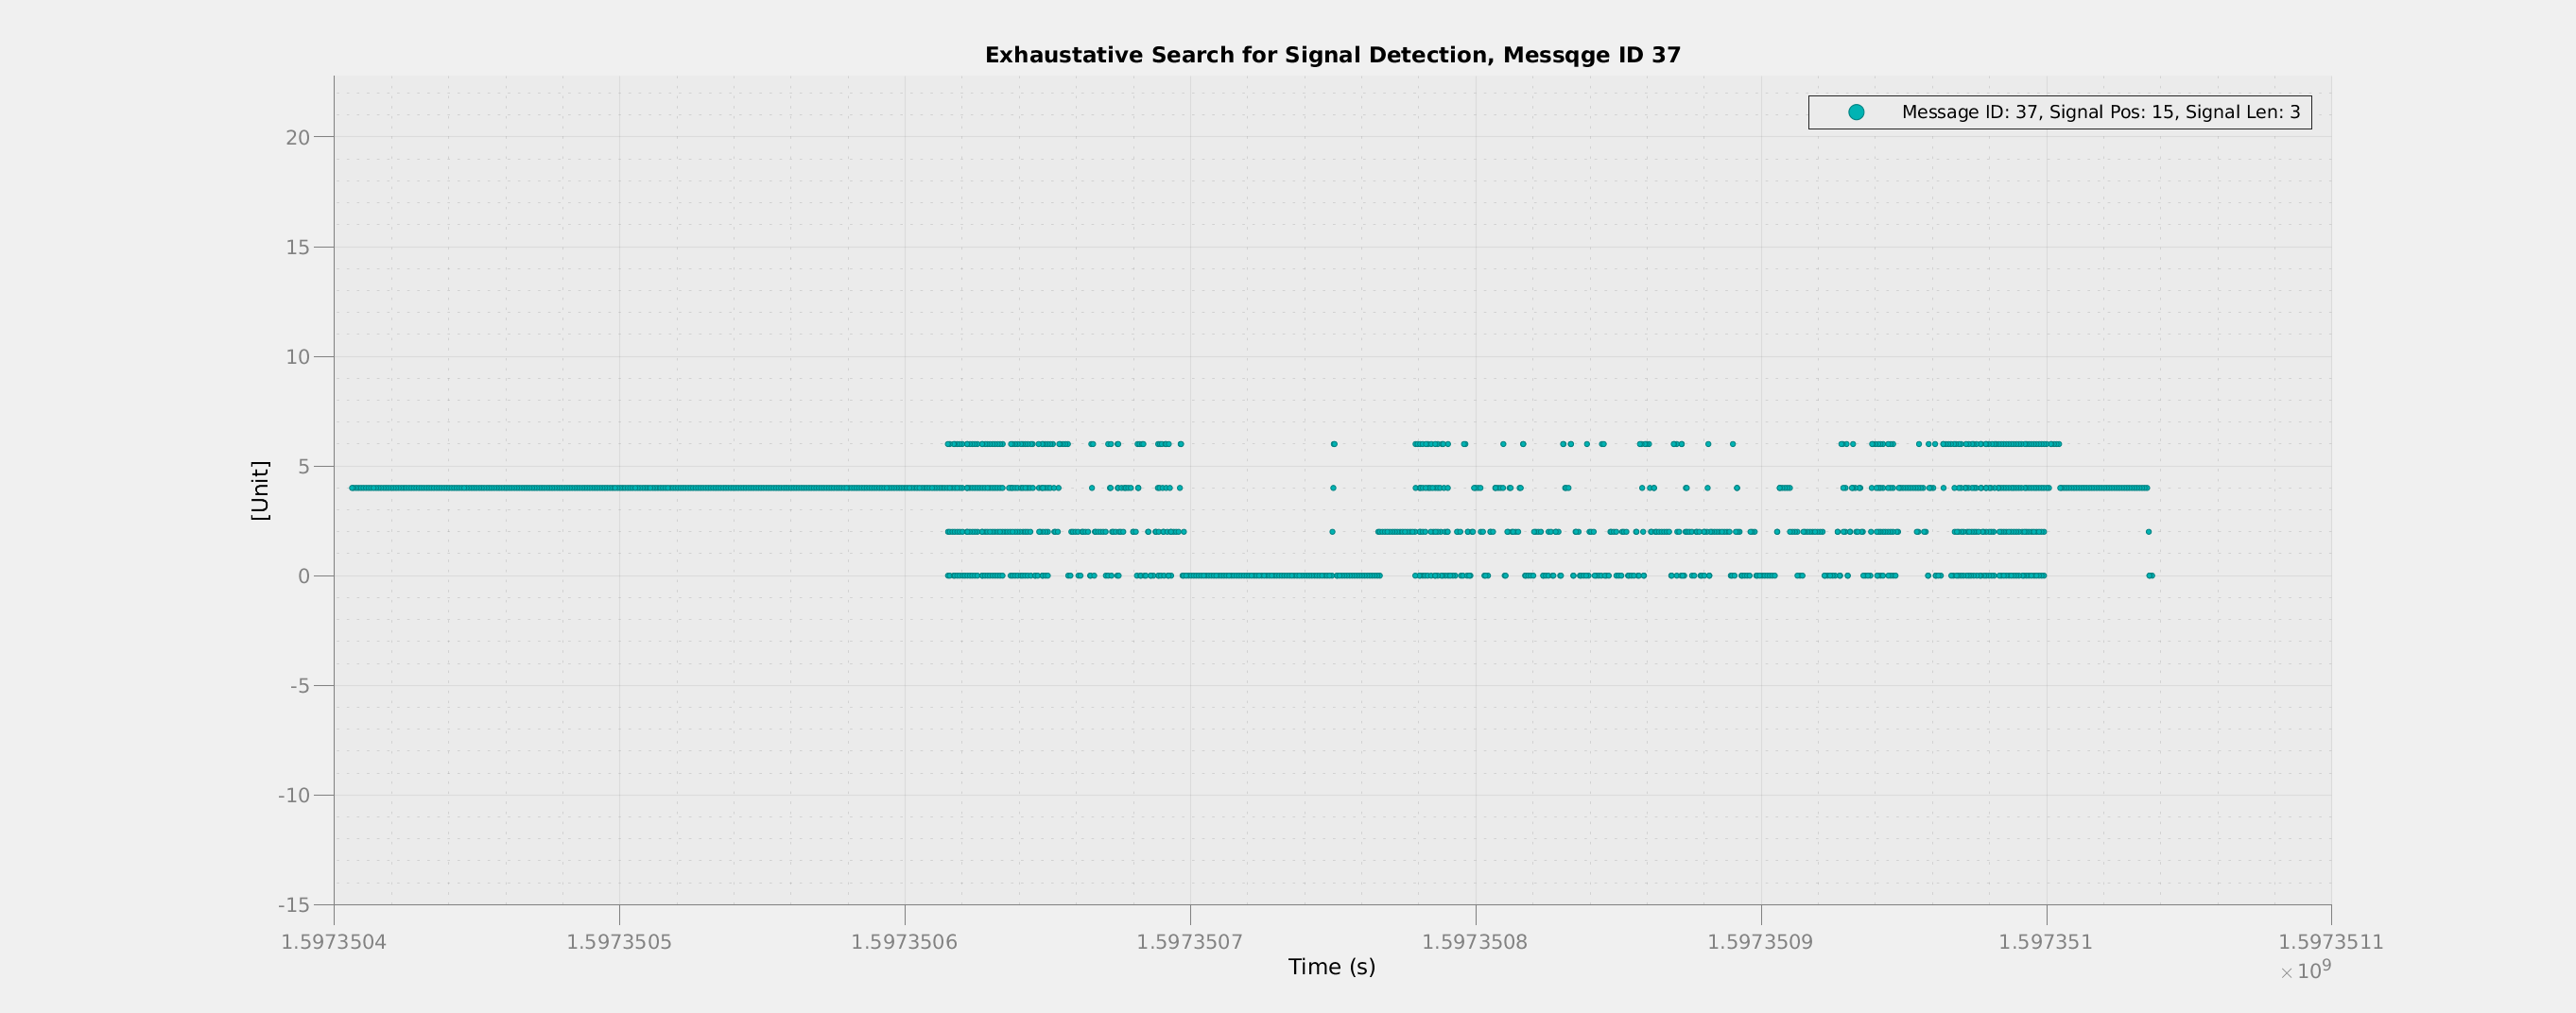 Exhaustative Search for Signal Detection, Messqge ID 37
Message ID: 37, Signal Pos: 15, Signal Len: 3
20
15
10
5
0
-5
-10
-15
[Unit]
1.5973504 1.5973505 1.5973506 1.5973507 1.5973508 1.5973509 1.597351 1.5973511
Time (s)
× 10⁹